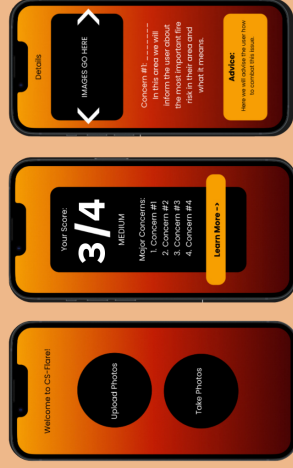 Welcome to CS-Flare!
Upload Photos
Take Photos
Your Score:
3/4
MEDIUM
Major Concerns:
1. Concern #1
2. Concern #2
3. Concern #3
4. Concern #4
Learn More ->
Details
IMAGES GO HERE
Concern #1: _ _ _ _ _ _ _
In this area we will
inform the user about
the most important fire
risk in their area and
what it means.
Advice:
Here we will advise the user how
to combat this issue.